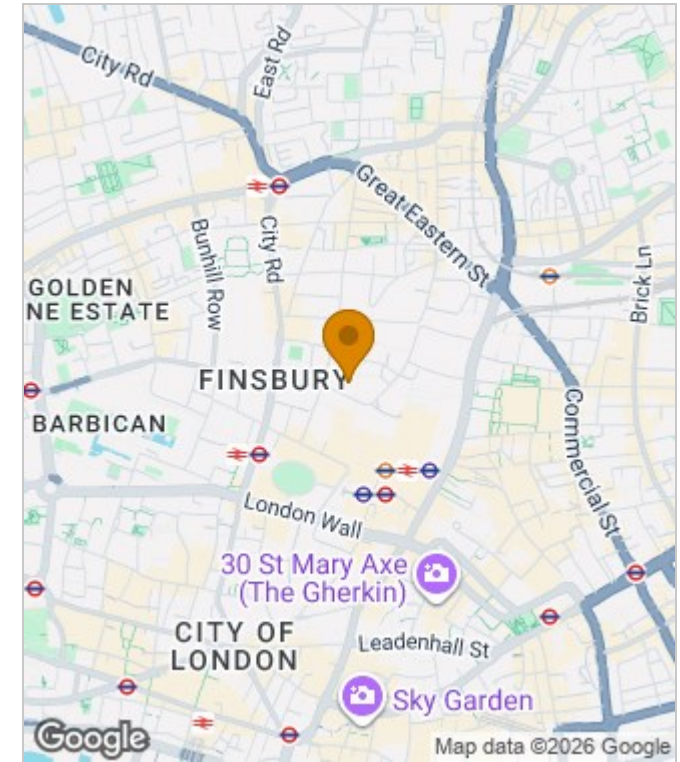 City Rd
East Rd
Great Eastern St
Bunhill Row
City Rd
Brick Ln
GOLDEN
NE ESTATE
FINSBURY
BARBICAN
Commercial St
London Wall
30 St Mary Axe
(The Gherkin)
CITY OF
LONDON
Leadenhall St
Sky Garden
Google
Map data ©2026 Google